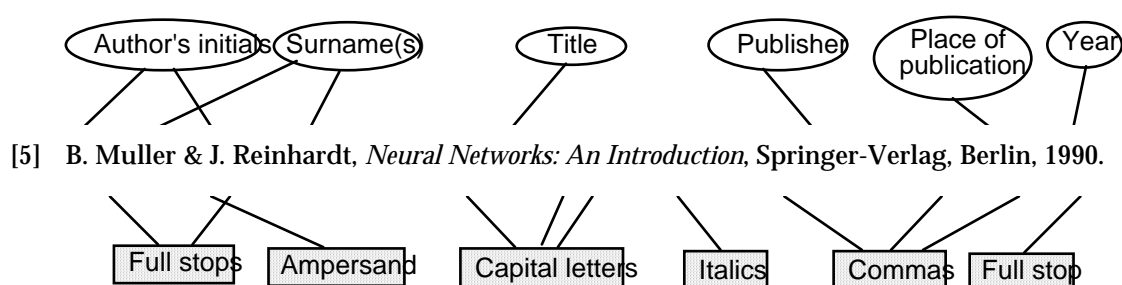 Author's initials Surname(s) Title Publisher Place of publication Year
[5] B. Muller & J. Reinhardt, Neural Networks: An Introduction, Springer-Verlag, Berlin, 1990.
Full stops Ampersand Capital letters Italics Commas Full stop